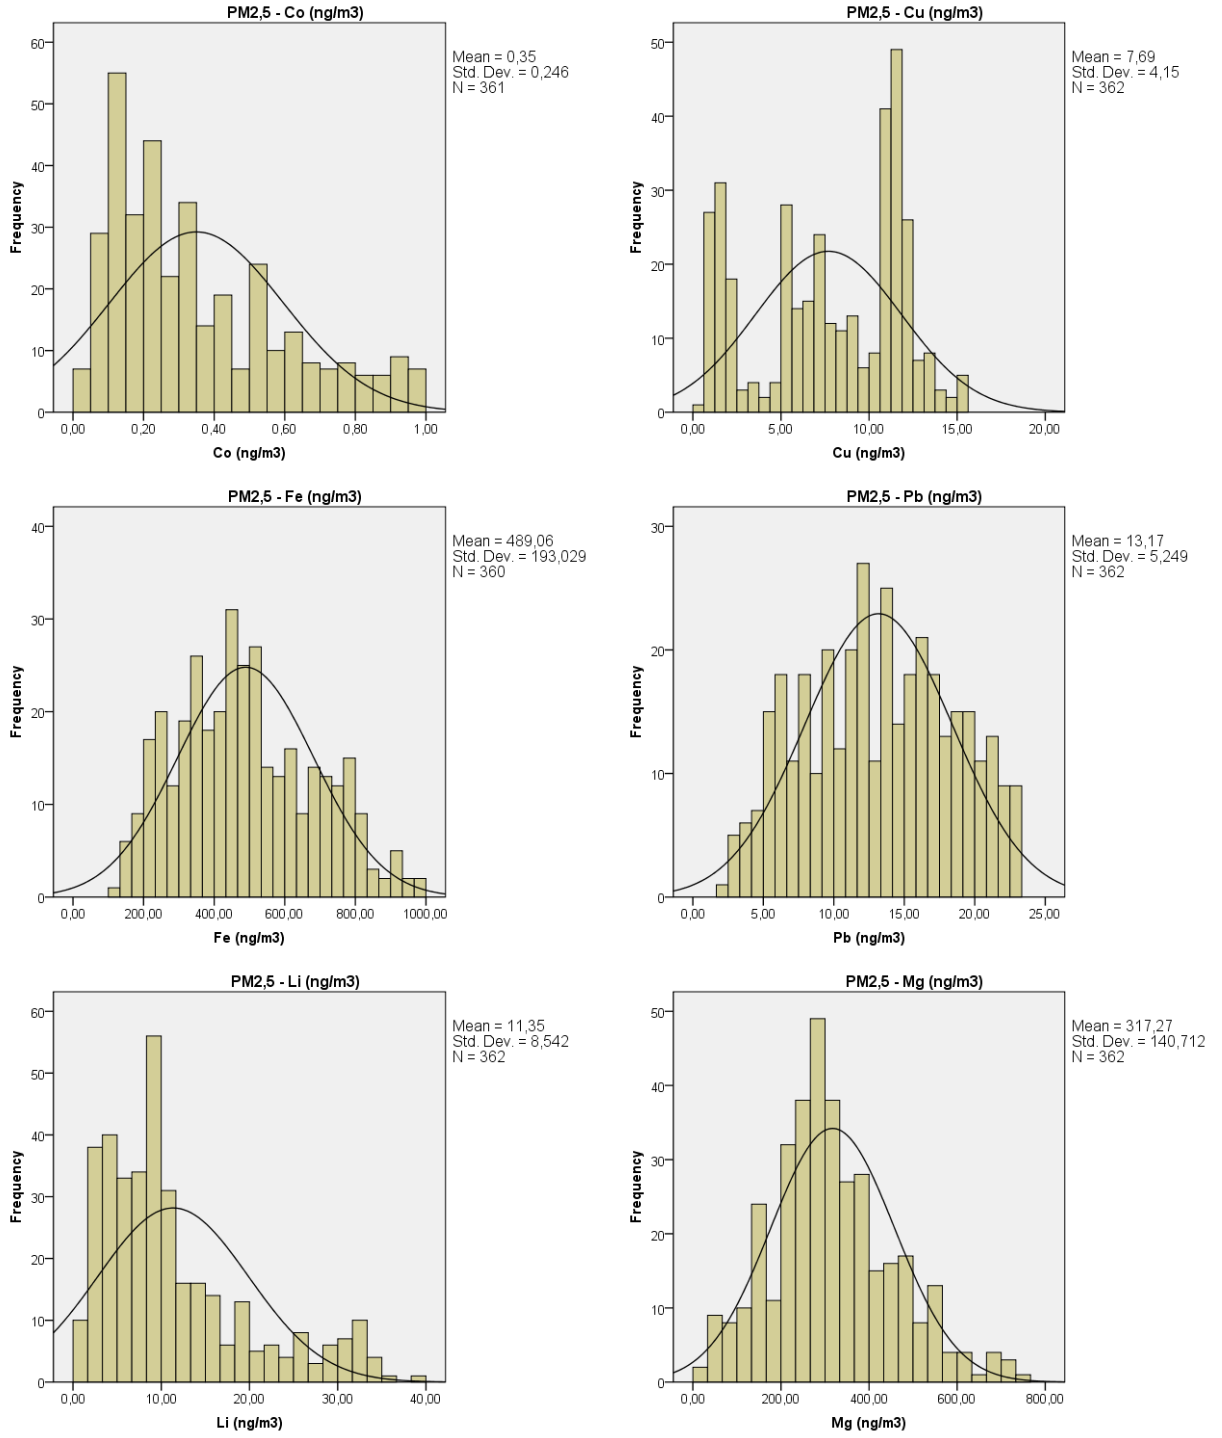 PM2,5 - Co (ng/m3)
60
50
40
30
20
10
0
Frequency
0,00 0,20 0,40 0,60 0,80 1,00
Co (ng/m3)
Mean = 0,35
Std. Dev. = 0,246
N = 361
PM2,5 - Cu (ng/m3)
50
40
30
20
10
0
Frequency
0,00 5,00 10,00 15,00 20,00
Cu (ng/m3)
Mean = 7,69
Std. Dev. = 4,15
N = 362
PM2,5 - Fe (ng/m3)
40
30
20
10
0
Frequency
0,00 200,00 400,00 600,00 800,00 1000,00
Fe (ng/m3)
Mean = 489,06
Std. Dev. = 193,029
N = 360
PM2,5 - Pb (ng/m3)
30
20
10
0
Frequency
0,00 5,00 10,00 15,00 20,00 25,00
Pb (ng/m3)
Mean = 13,17
Std. Dev. = 5,249
N = 362
PM2,5 - Li (ng/m3)
60
50
40
30
20
10
0
Frequency
0,00 10,00 20,00 30,00 40,00
Li (ng/m3)
Mean = 11,35
Std. Dev. = 8,542
N = 362
PM2,5 - Mg (ng/m3)
50
40
30
20
10
0
Frequency
0,00 200,00 400,00 600,00 800,00
Mg (ng/m3)
Mean = 317,27
Std. Dev. = 140,712
N = 362